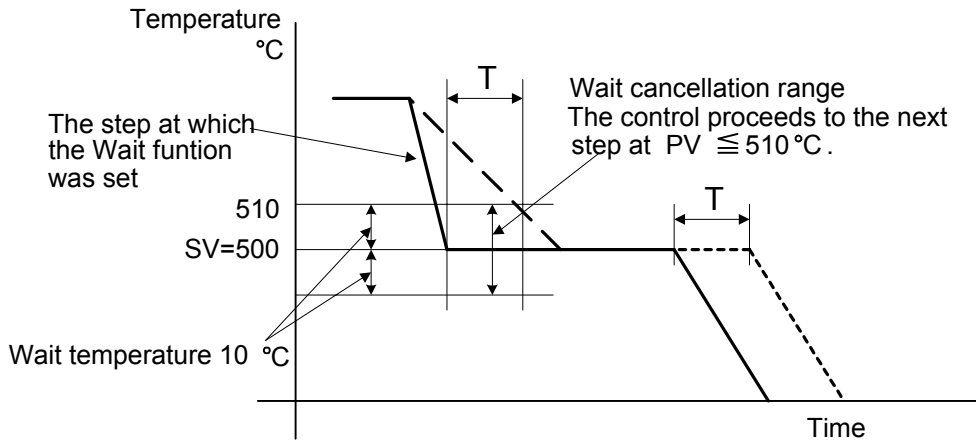 Temperature
°C
T
Wait cancellation range
The control proceeds to the next
step at PV ≦ 510 °C.
The step at which
the Wait funtion
was set
510
SV=500
T
Wait temperature 10 °C
Time